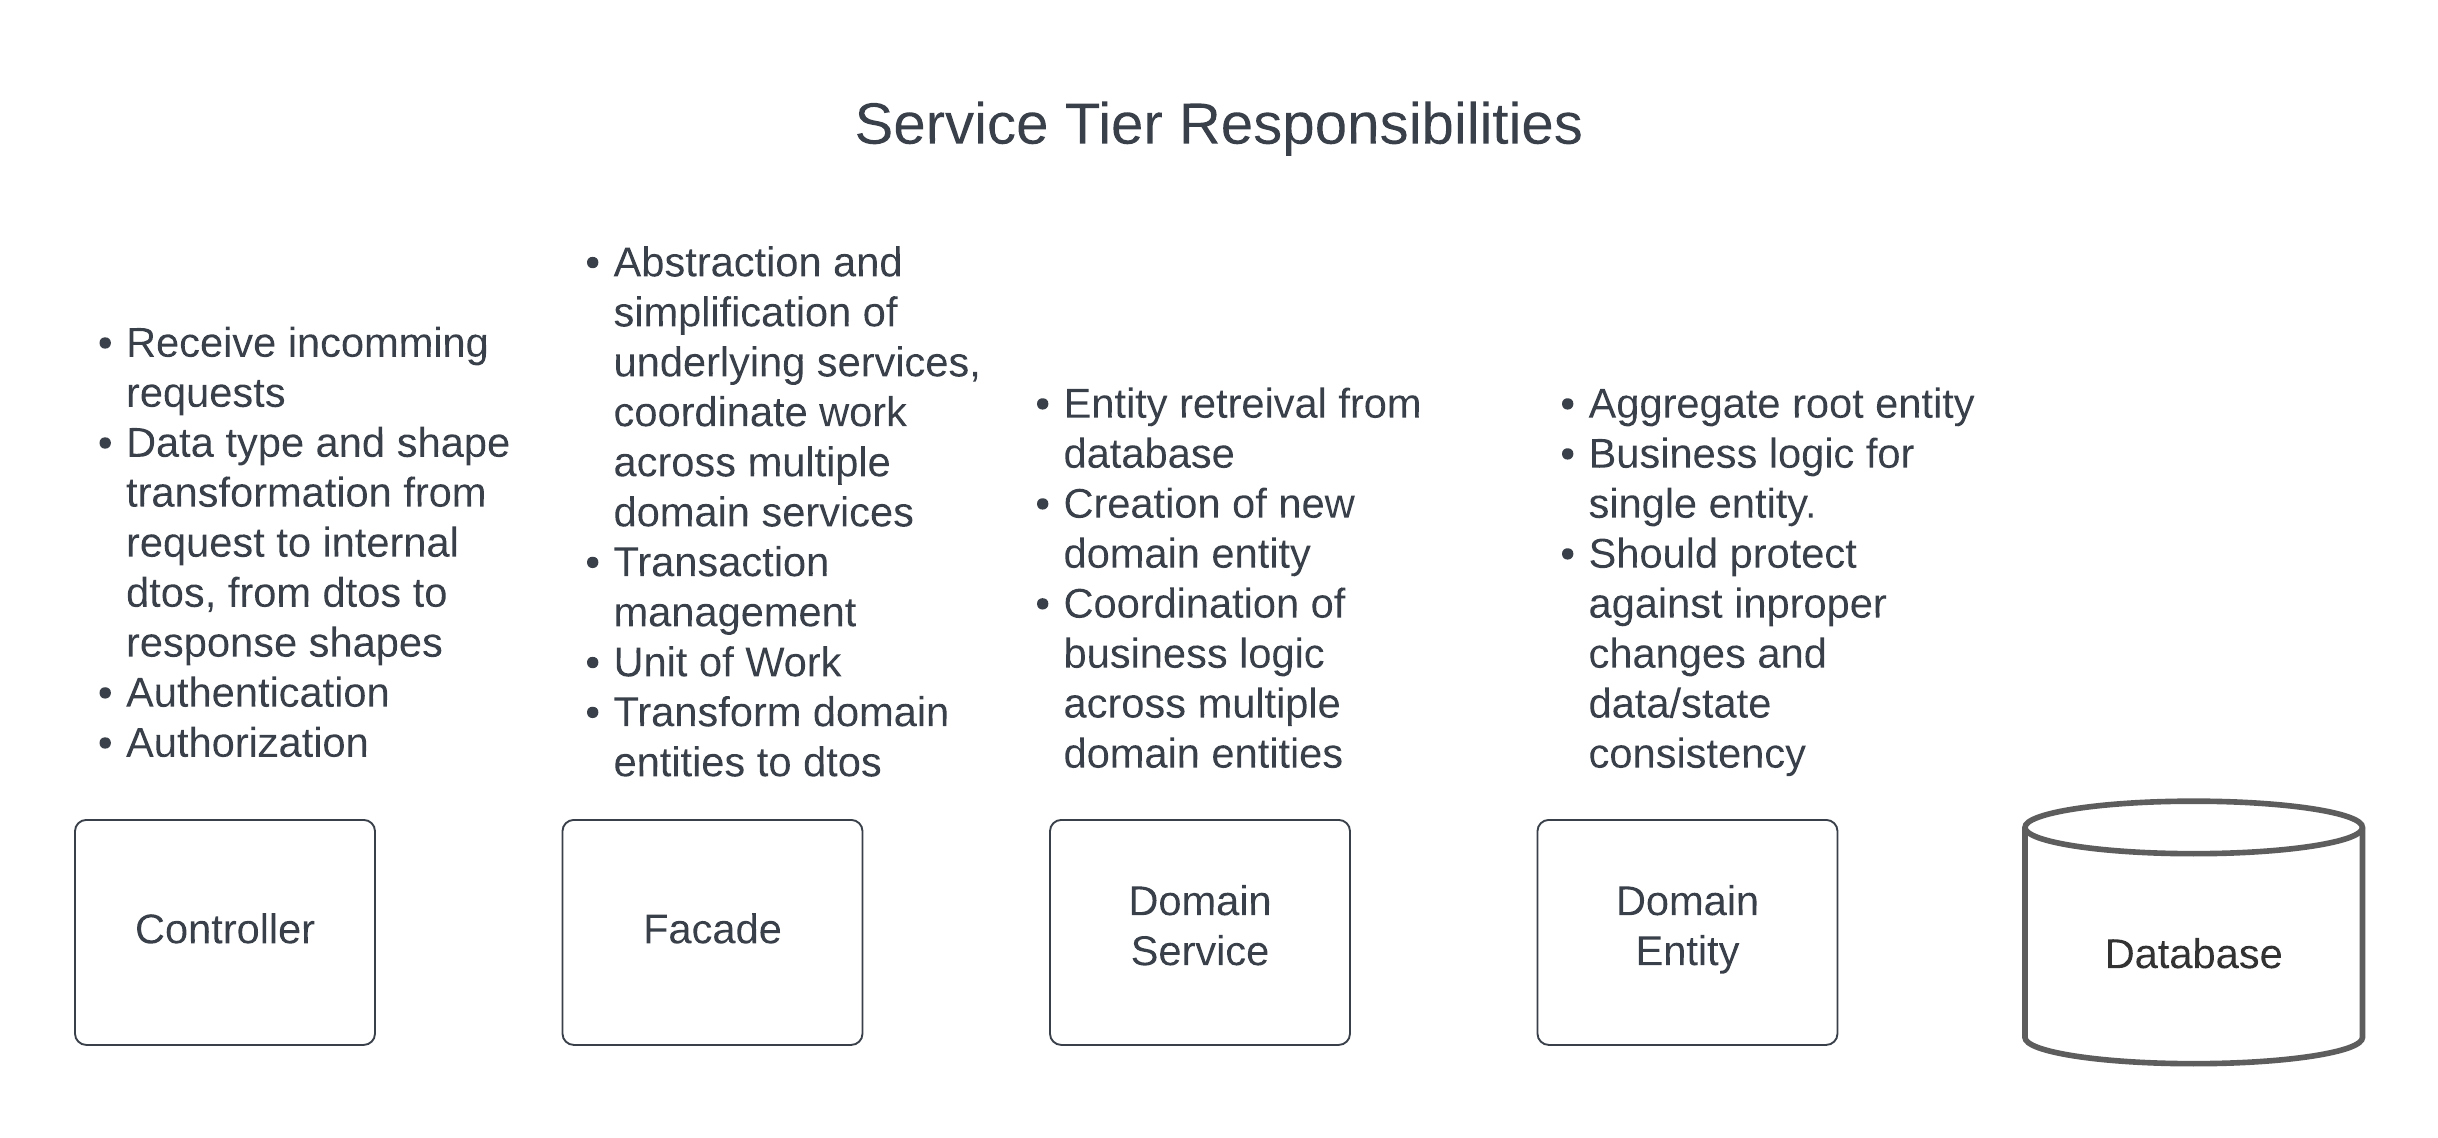 Service Tier Responsibilities
• Receive incomming
requests
• Data type and shape
transformation from
request to internal
dtos, from dtos to
response shapes
• Authentication
• Authorization
• Abstraction and
simplification of
underlying services,
coordinate work
across multiple
domain services
• Transaction
management
• Unit of Work
• Transform domain
entities to dtos
• Entity retreival from
database
• Creation of new
domain entity
• Coordination of
business logic
across multiple
domain entities
• Aggregate root entity
• Business logic for
single entity.
• Should protect
against inproper
changes and
data/state
consistency
Controller
Facade
Domain
Service
Domain
Entity
Database